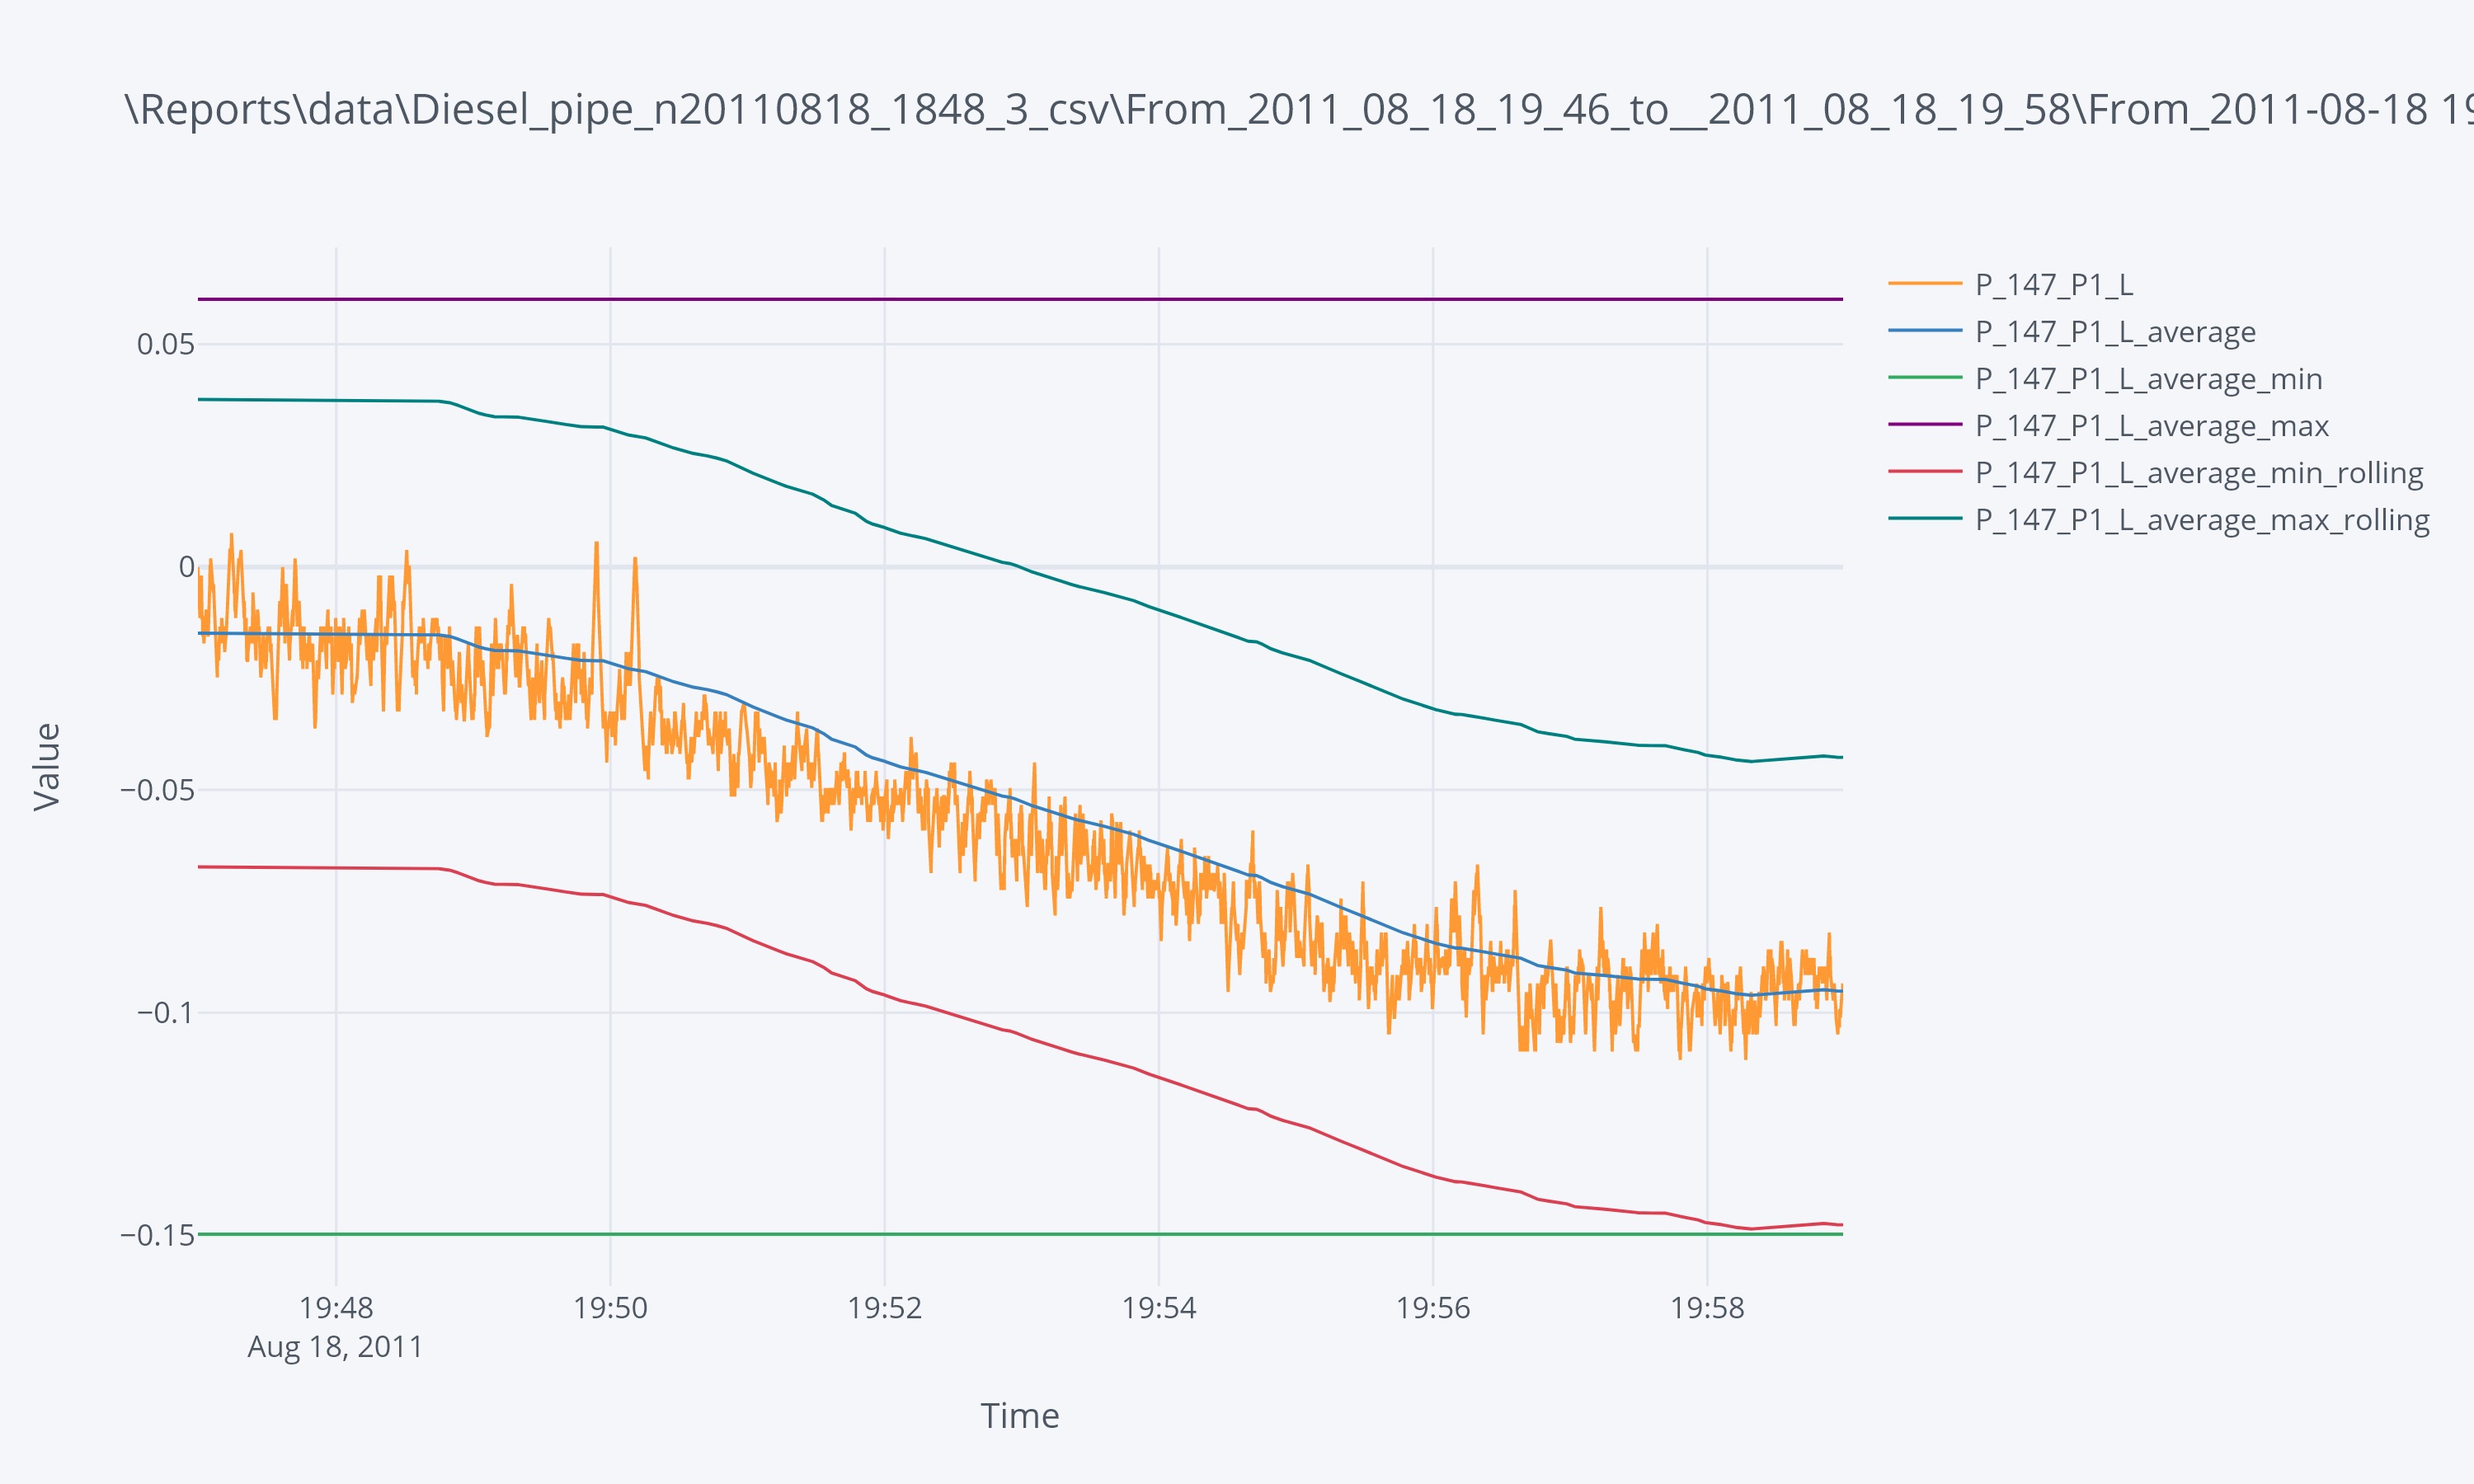 \Reports\data\Diesel_pipe_n20110818_1848_3_csv\From_2011_08_18_19_46_to__2011_08_18_19_58\From_2011-08-18 19
P_147_P1_L
P_147_P1_L_average
P_147_P1_L_average_min
P_147_P1_L_average_max
P_147_P1_L_average_min_rolling
P_147_P1_L_average_max_rolling
0.05
0
−0.05
−0.1
−0.15
Value
19:48
19:50
19:52
19:54
19:56
19:58
Aug 18, 2011
Time